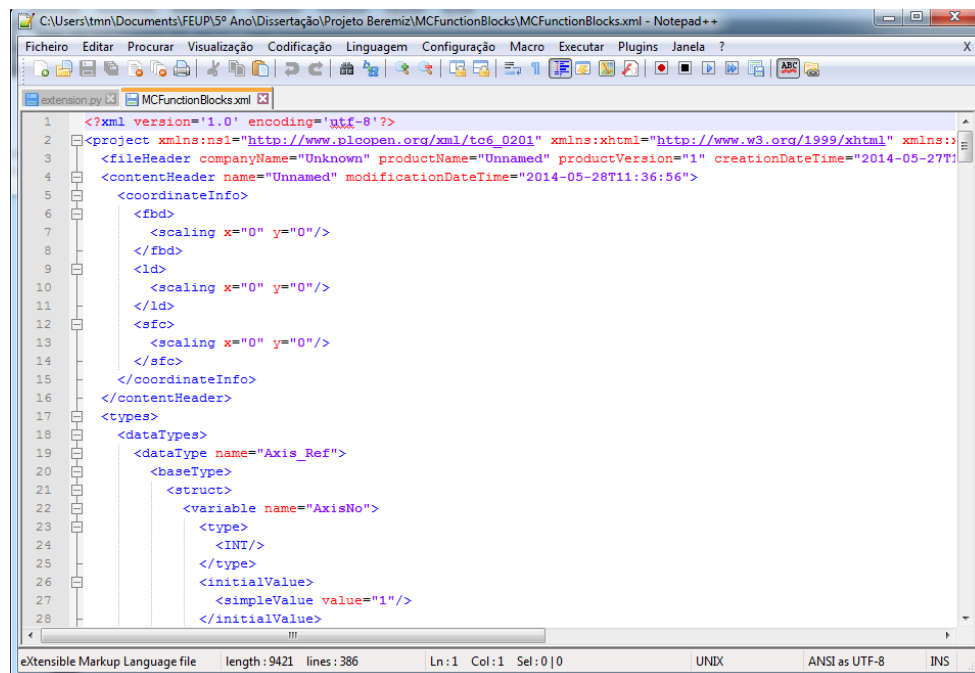 C:\Users\tmn\Documents\FEUP\5º Ano\Dissertação\Projeto Beremiz\MCFunctionBlocks\MCFunctionBlocks.xml - Notepad++
Ficheiro Editar Procurar Visualização Codificação Linguagem Configuração Macro Executar Plugins Janela ? X
ABC
extension.py MCFunctionBlocks.xml
1 <?xml version='1.0' encoding='utf-8'?>
2 <project xmlns:ns1="http://www.plcopen.org/xml/tc6_0201" xmlns:xhtml="http://www.w3.org/1999/xhtml" xmlns:
3 <fileHeader companyName="Unknown" productName="Unnamed" productVersion="1" creationDateTime="2014-05-27T
4 <contentHeader name="Unnamed" modificationDateTime="2014-05-28T11:36:56">
5 <coordinateInfo>
6 <fbd>
7 <scaling x="0" y="0"/>
8 </fbd>
9 <ld>
10 <scaling x="0" y="0"/>
11 </ld>
12 <sfc>
13 <scaling x="0" y="0"/>
14 </sfc>
15 </coordinateInfo>
16 </contentHeader>
17 <types>
18 <dataTypes>
19 <dataType name="Axis_Ref">
20 <baseType>
21 <struct>
22 <variable name="AxisNo">
23 <type>
24 <INT/>
25 </type>
26 <initialValue>
27 <simpleValue value="1"/>
28 </initialValue>
eXtensible Markup Language file length : 9421 lines : 386 Ln : 1 Col : 1 Sel : 0 | 0 UNIX ANSI as UTF-8 INS